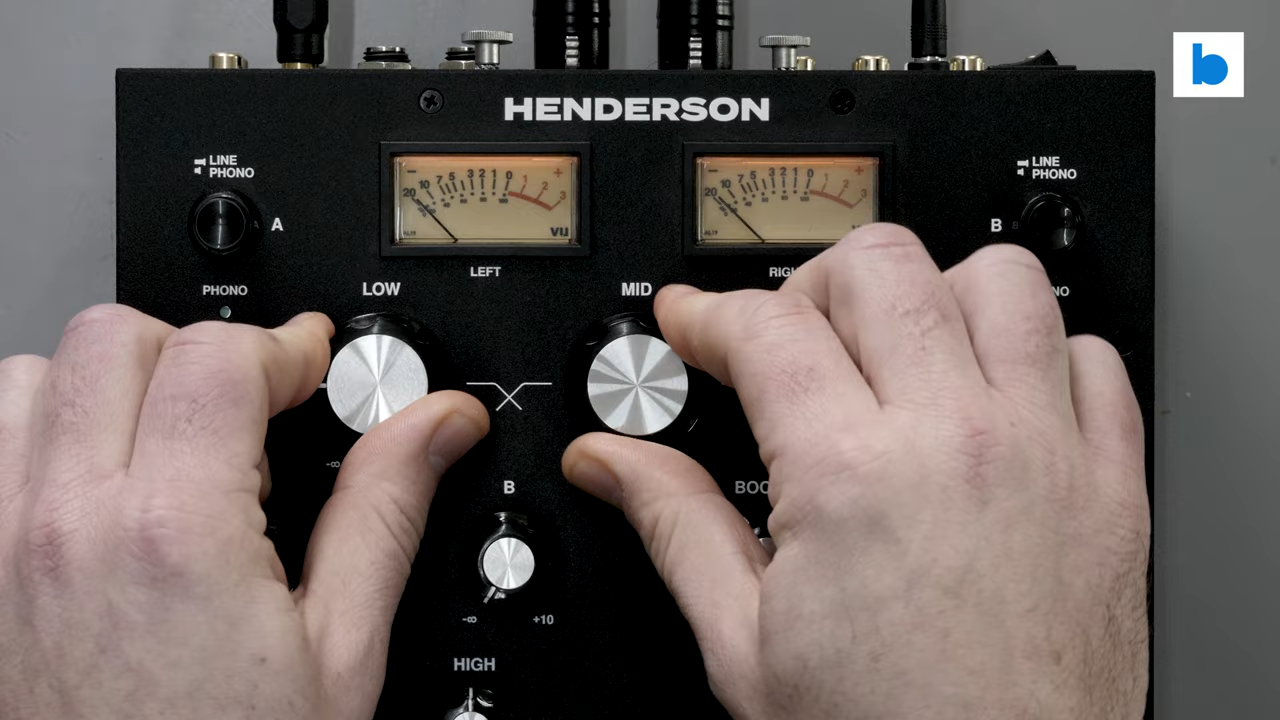 b
HENDERSON
LINE
PHONO
A
- 20 10 7 5 3 2 1 0 1 2 3 +
VU
- 20 10 7 5 3 2 1 0 1 2 3 +
LINE
PHONO
B
LEFT
PHONO
LOW
MID
-∞
B
-∞
+10
HIGH